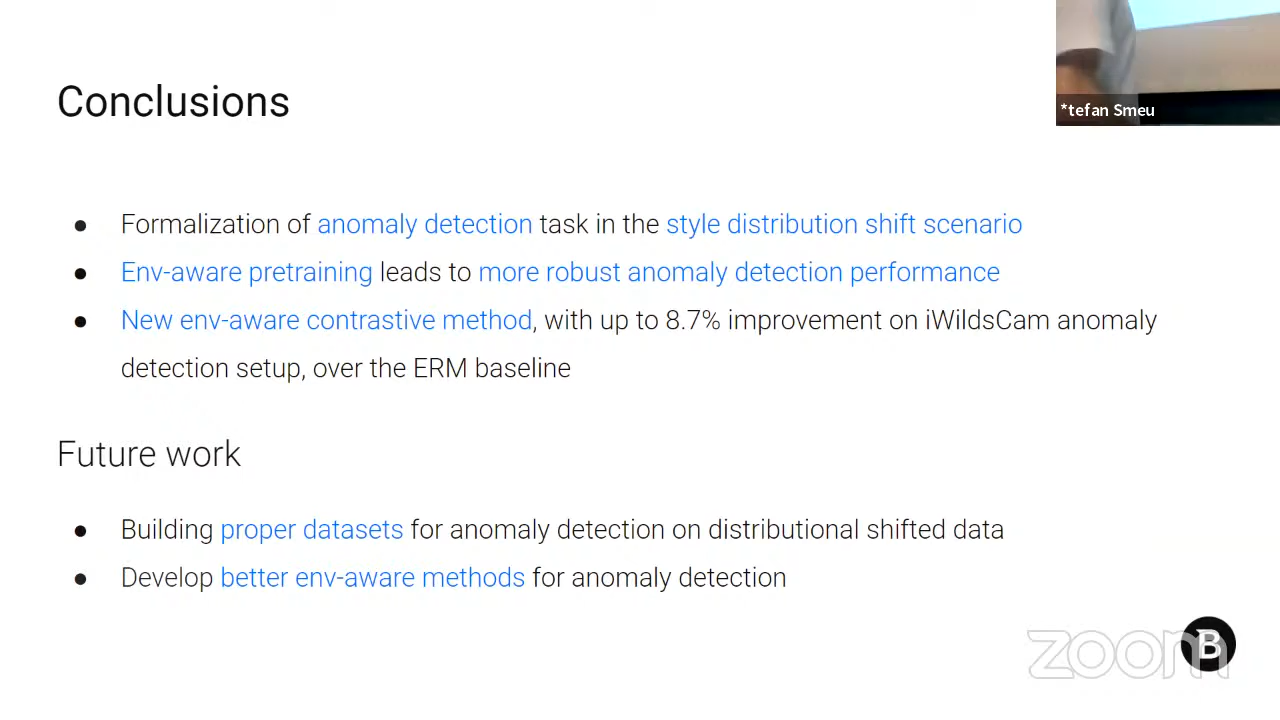 *tefan Smeu
Conclusions
● Formalization of anomaly detection task in the style distribution shift scenario
● Env-aware pretraining leads to more robust anomaly detection performance
● New env-aware contrastive method, with up to 8.7% improvement on iWildsCam anomaly
detection setup, over the ERM baseline
Future work
● Building proper datasets for anomaly detection on distributional shifted data
● Develop better env-aware methods for anomaly detection
zoom
B